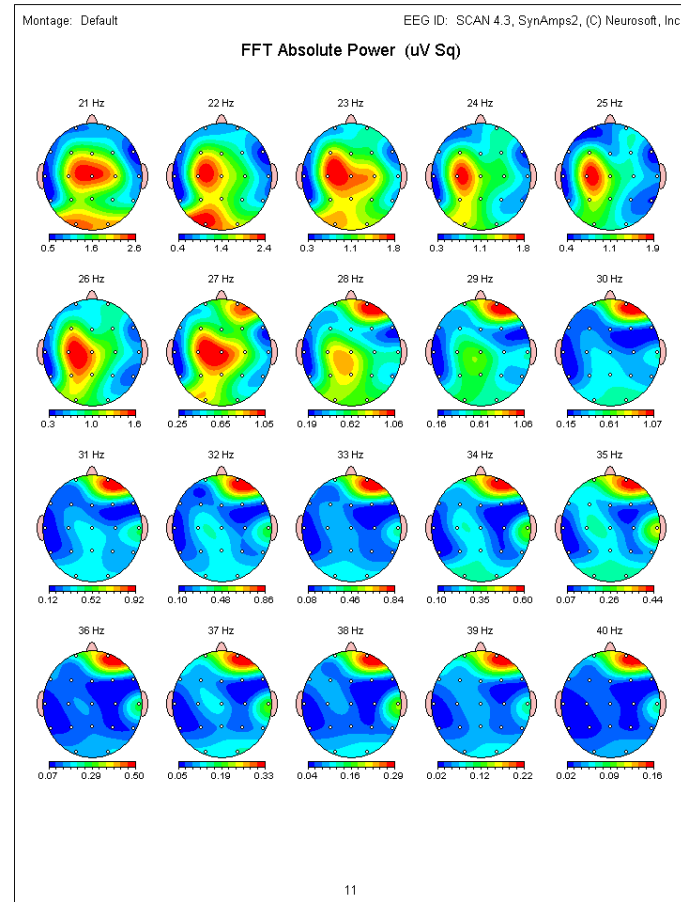 Montage: Default EEG ID: SCAN 4.3, SynAmps2, (C) Neurosoft, Inc
FFT Absolute Power (uV Sq)
21 Hz 22 Hz 23 Hz 24 Hz 25 Hz
0.5 1.6 2.6 0.4 1.4 2.4 0.3 1.1 1.8 0.3 1.1 1.8 0.4 1.1 1.9
26 Hz 27 Hz 28 Hz 29 Hz 30 Hz
0.3 1.0 1.6 0.25 0.65 1.05 0.19 0.62 1.06 0.16 0.61 1.06 0.15 0.61 1.07
31 Hz 32 Hz 33 Hz 34 Hz 35 Hz
0.12 0.52 0.92 0.10 0.48 0.86 0.08 0.46 0.84 0.10 0.35 0.60 0.07 0.26 0.44
36 Hz 37 Hz 38 Hz 39 Hz 40 Hz
0.07 0.29 0.50 0.05 0.19 0.33 0.04 0.16 0.29 0.02 0.12 0.22 0.02 0.09 0.16
11